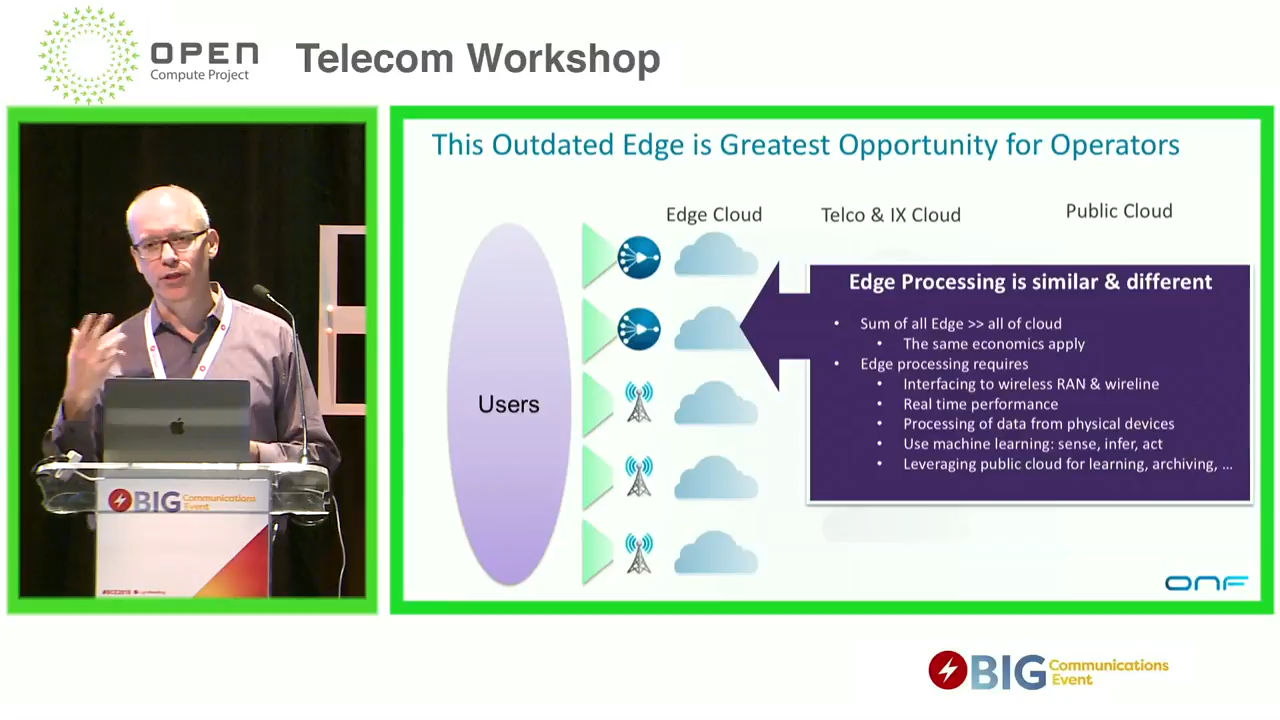 OPEN
Compute Project
Telecom Workshop
This Outdated Edge is Greatest Opportunity for Operators
Edge Cloud
Telco & IX Cloud
Public Cloud
Users
Edge Processing is similar & different
• Sum of all Edge >> all of cloud
• The same economics apply
• Edge processing requires
• Interfacing to wireless RAN & wireline
• Real time performance
• Processing of data from physical devices
• Use machine learning: sense, infer, act
• Leveraging public cloud for learning, archiving, ...
ONF
BIG Communications
Event
#BCE2018
BIG Communications
Event